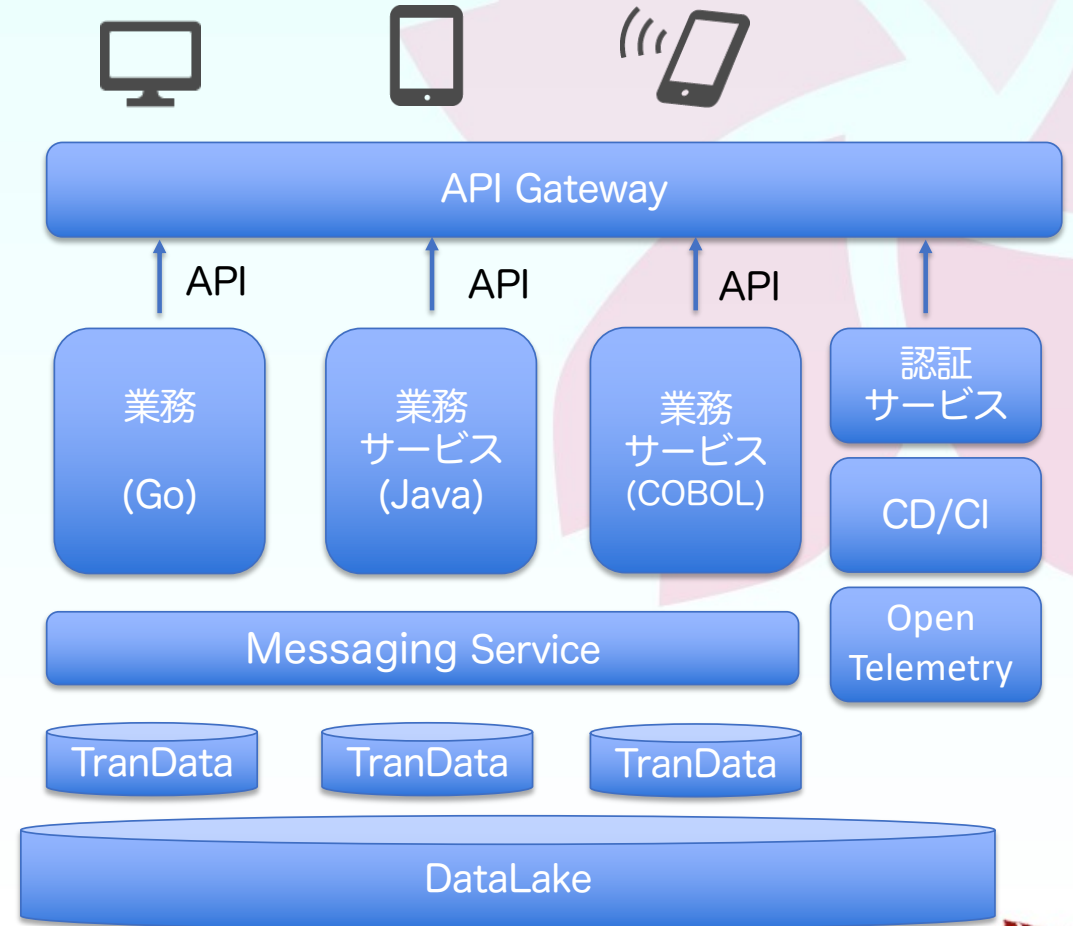 API Gateway
API
API
API
業務
(Go)
業務
サービス
(Java)
業務
サービス
(COBOL)
認証
サービス
CD/CI
Open
Telemetry
Messaging Service
TranData
TranData
TranData
DataLake